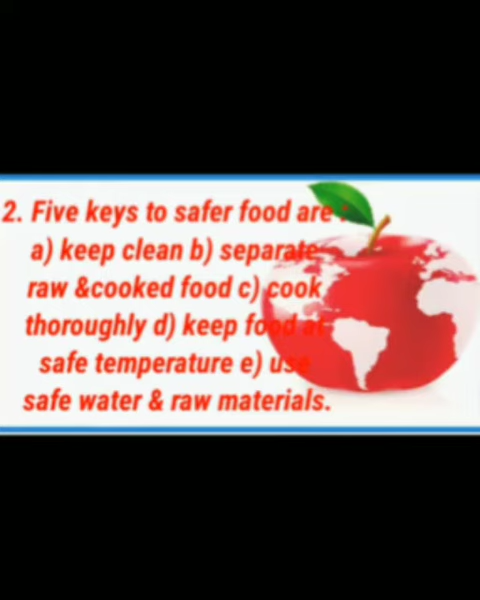 2. Five keys to safer food are :
a) keep clean b) separate
raw &cooked food c) cook
thoroughly d) keep food at
safe temperature e) use
safe water & raw materials.